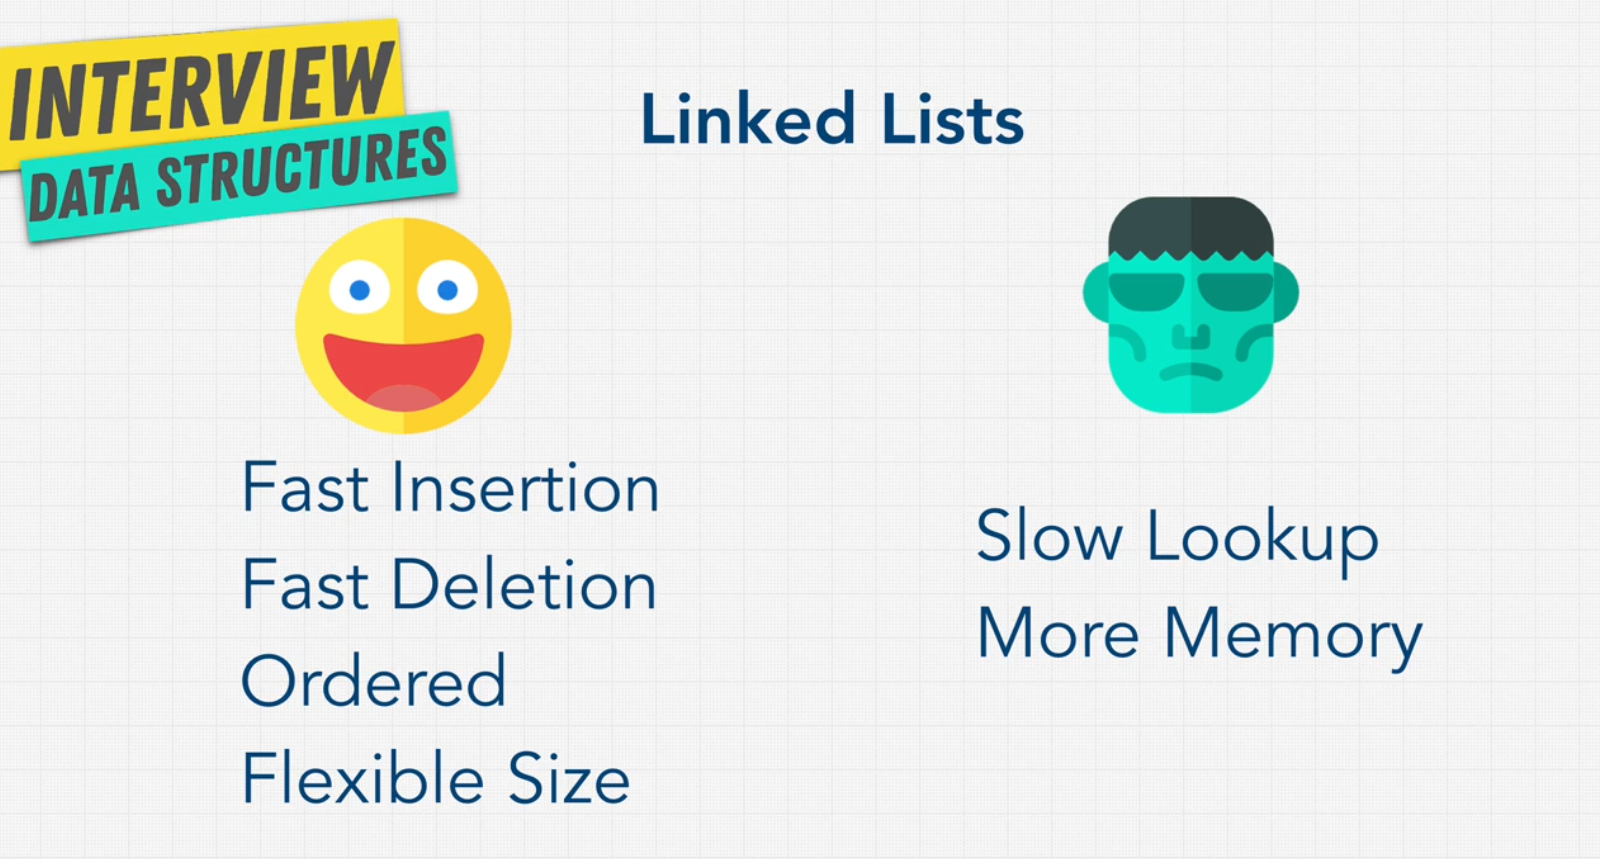 INTERVIEW
DATA STRUCTURES
Linked Lists
Fast Insertion
Fast Deletion
Ordered
Flexible Size
Slow Lookup
More Memory